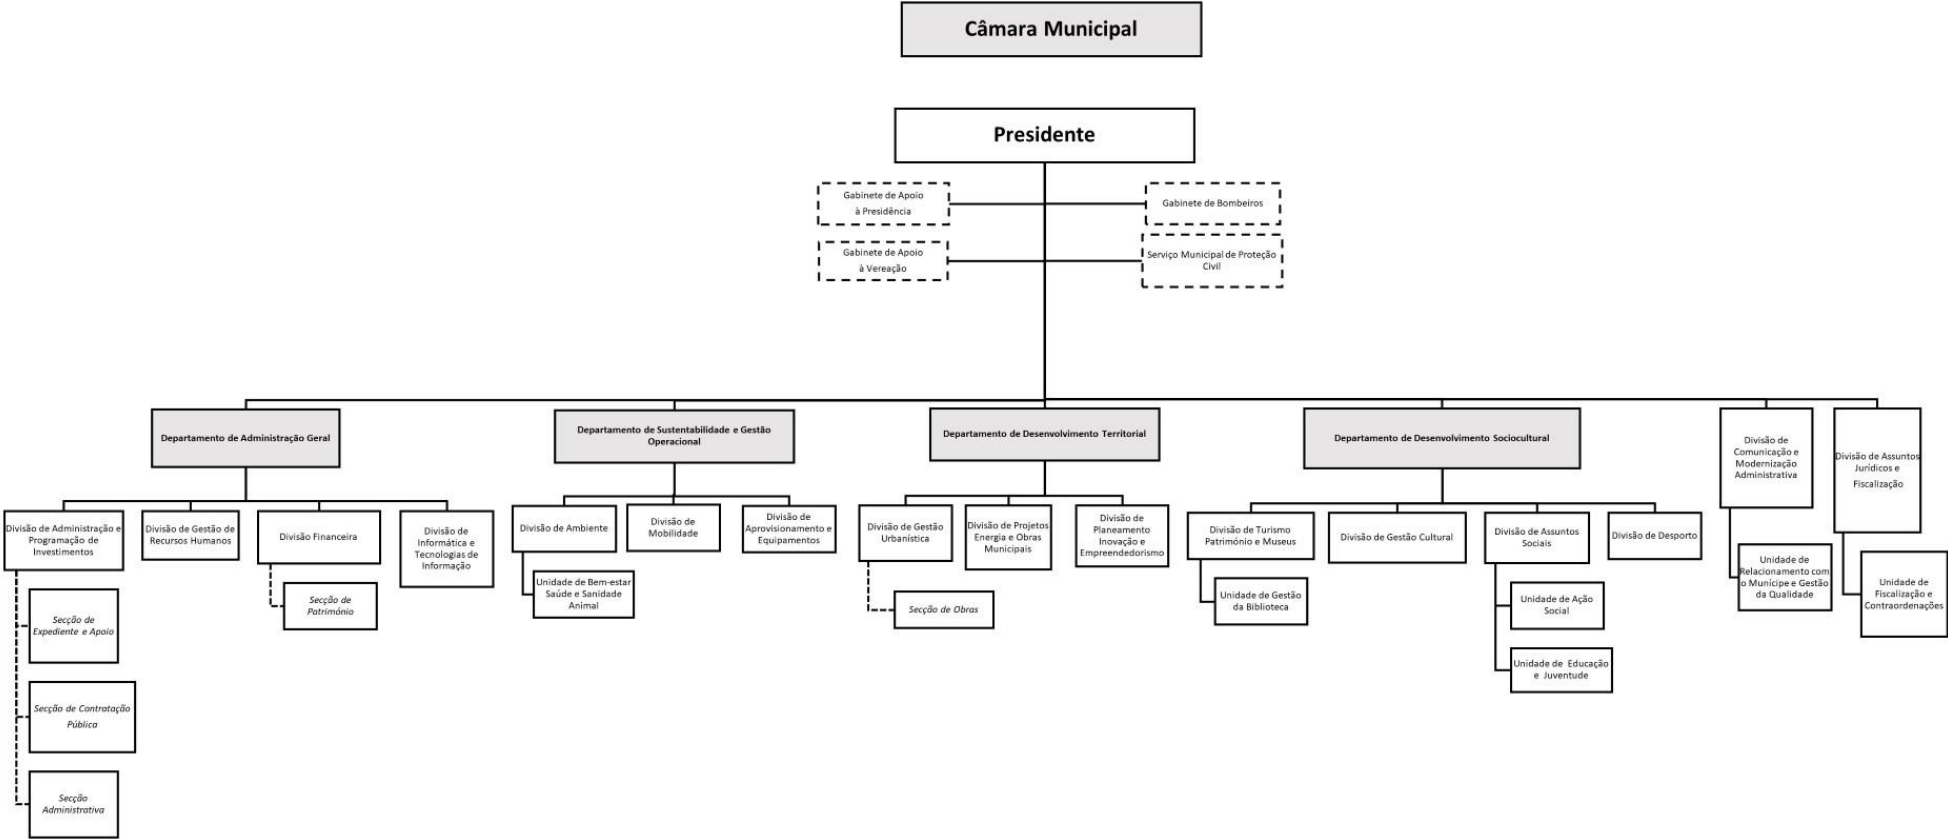 Câmara Municipal
Presidente
Gabinete de Apoio
à Presidência
Gabinete de Bombeiros
Gabinete de Apoio
à Vereação
Serviço Municipal de Proteção
Civil
Departamento de Administração Geral
Departamento de Sustentabilidade e Gestão
Operacional
Departamento de Desenvolvimento Territorial
Departamento de Desenvolvimento Sociocultural
Divisão de
Comunicação e
Modernização
Administrativa
Divisão de Assuntos
Jurídicos e
Fiscalização
Divisão de Administração e
Programação de
Investimentos
Divisão de Gestão de
Recursos Humanos
Divisão Financeira
Divisão de
Informática e
Tecnologias de
Informação
Divisão de Ambiente
Divisão de
Mobilidade
Divisão de
Aprovisionamento e
Equipamentos
Divisão de Gestão
Urbanística
Divisão de Projetos
Energia e Obras
Municipais
Divisão de
Planeamento
Inovação e
Empreendedorismo
Divisão de Turismo
Património e Museus
Divisão de Gestão Cultural
Divisão de Assuntos
Sociais
Divisão de Desporto
Secção de
Expediente e Apoio
Secção de Contratação
Pública
Secção
Administrativa
Secção de
Património
Unidade de Bem-estar
Saúde e Sanidade
Animal
Secção de Obras
Unidade de Gestão
da Biblioteca
Unidade de Ação
Social
Unidade de  Educação
e  Juventude
Unidade de
Relacionamento com
o Munícipe e Gestão
da Qualidade
Unidade de
Fiscalização e
Contraordenações